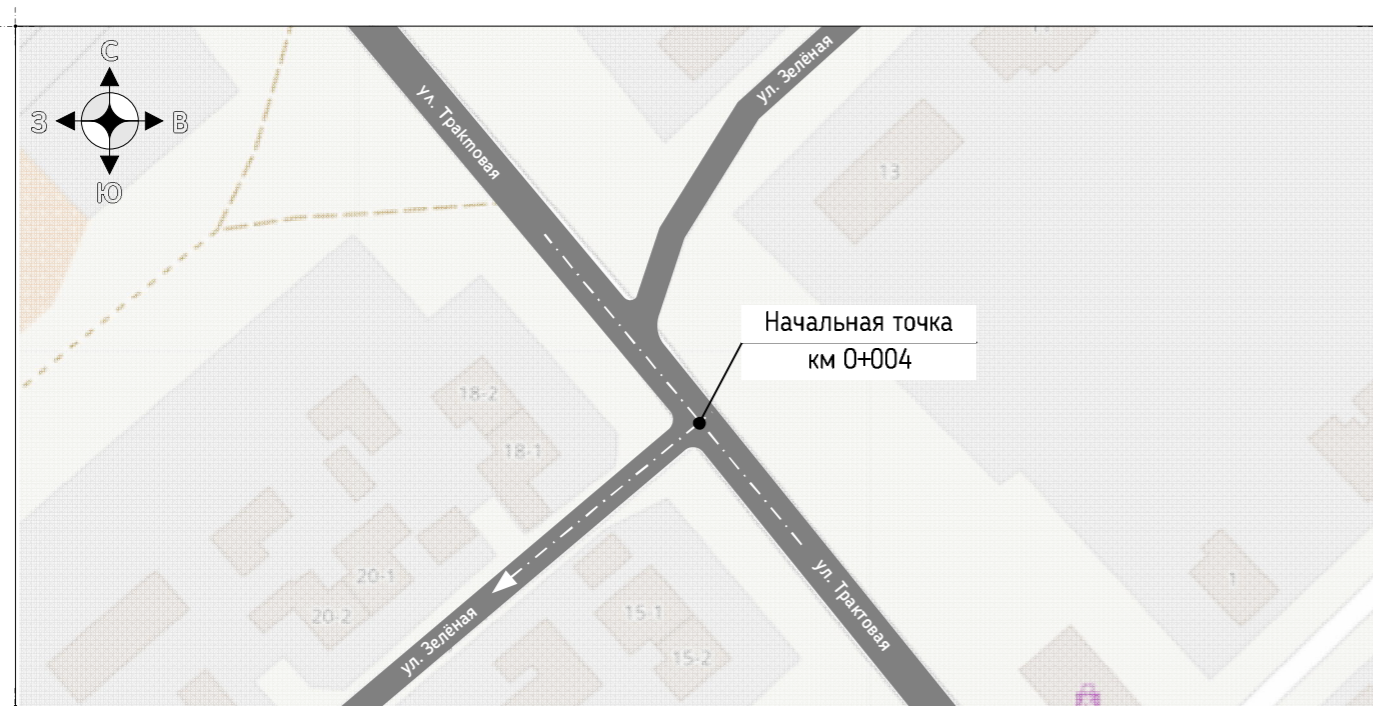 С
З
В
Ю
ул. Трактовая
ул. Зелёная
13
Начальная точка
км 0+004
18-2
18-1
20-1
20-2
15-1
15-2
1
ул. Зелёная
ул. Трактовая